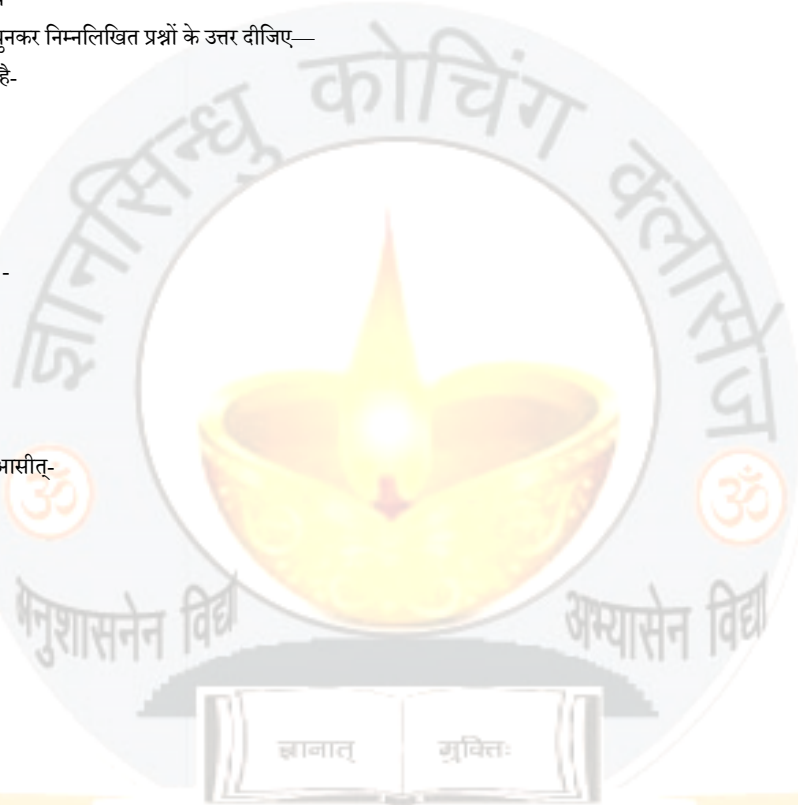 नकर निम्नलिखित प्रश्नों के उत्तर दीजिए—
है-
-
आसीत्-
ज्ञानसिन्धु कोचिंग क्लासेज
ॐ ॐ
अनुशासनेन विद्या अभ्यासेन विद्या
ज्ञानात् मुक्तिः